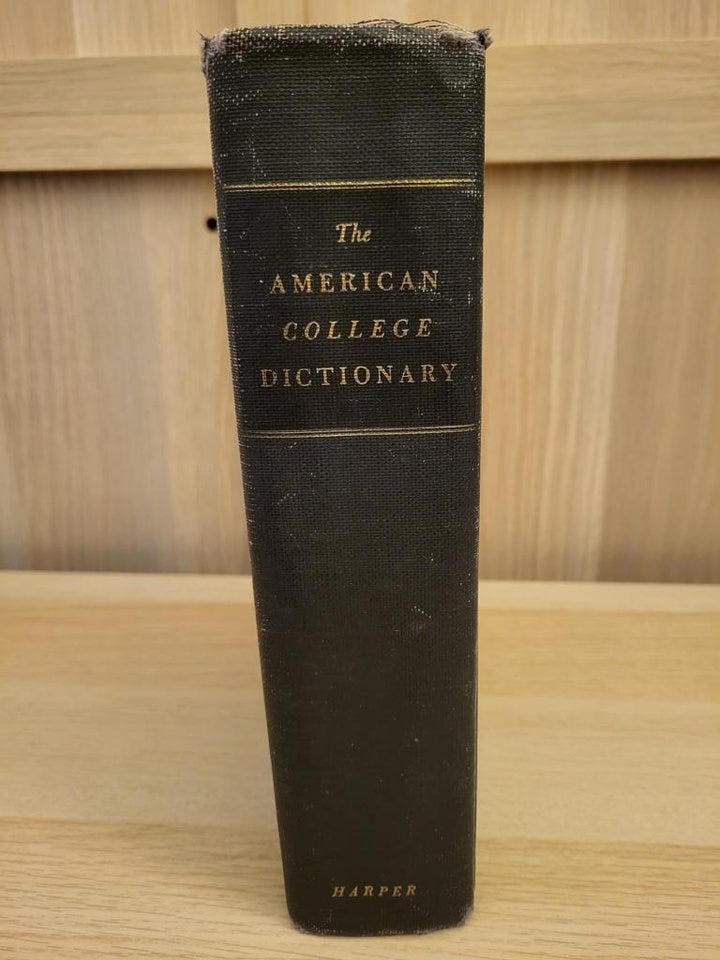 The
AMERICAN
COLLEGE
DICTIONARY
HARPER